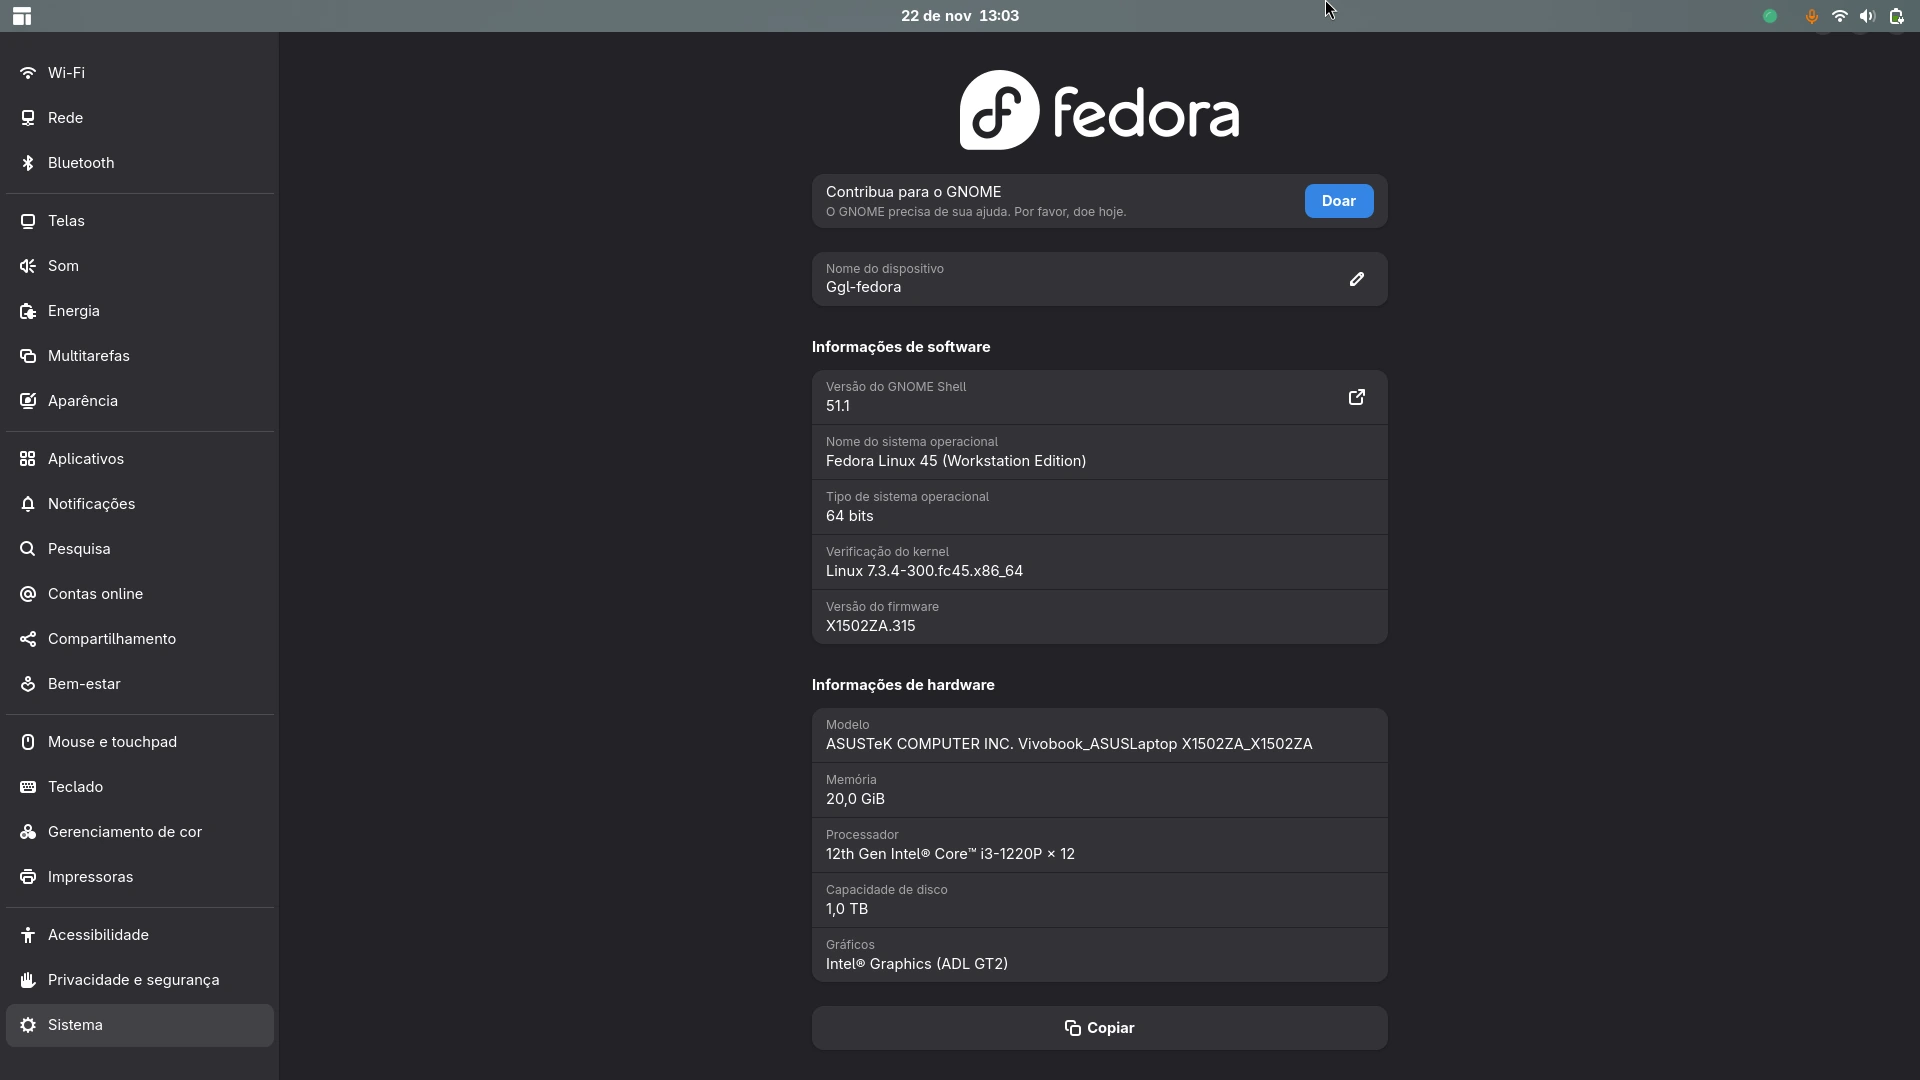 22 de nov 13:03
Wi-Fi
Rede
Bluetooth
Telas
Som
Energia
Multitarefas
Aparência
Aplicativos
Notificações
Pesquisa
Contas online
Compartilhamento
Bem-estar
Mouse e touchpad
Teclado
Gerenciamento de cor
Impressoras
Acessibilidade
Privacidade e segurança
Sistema
fedora
Contribua para o GNOME
O GNOME precisa de sua ajuda. Por favor, doe hoje.
Doar
Nome do dispositivo
Ggl-fedora
Informações de software
Versão do GNOME Shell
51.1
Nome do sistema operacional
Fedora Linux 45 (Workstation Edition)
Tipo de sistema operacional
64 bits
Verificação do kernel
Linux 7.3.4-300.fc45.x86_64
Versão do firmware
X1502ZA.315
Informações de hardware
Modelo
ASUSTeK COMPUTER INC. Vivobook_ASUSLaptop X1502ZA_X1502ZA
Memória
20,0 GiB
Processador
12th Gen Intel® Core™ i3-1220P × 12
Capacidade de disco
1,0 TB
Gráficos
Intel® Graphics (ADL GT2)
Copiar